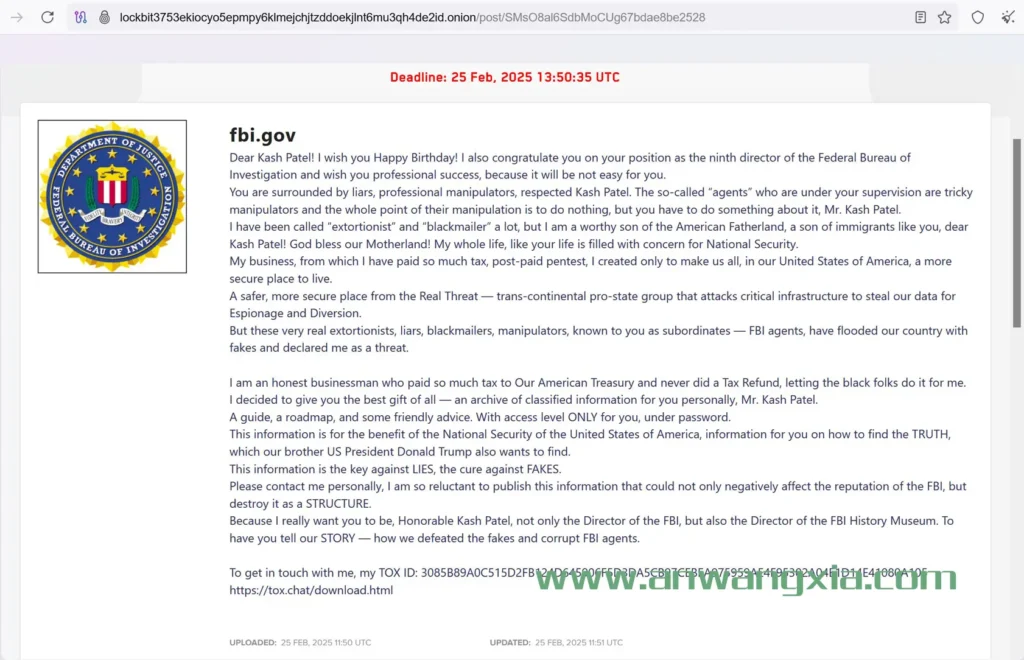 lockbit3753ekiocyo5epmpy6klmejchjtzddoekjlnt6mu3qh4de2id.onion/post/SMsO8al6SdbMoCUg67bdae8be2528
Deadline: 25 Feb, 2025 13:50:35 UTC
DEPARTMENT OF JUSTICE
FEDERAL BUREAU OF INVESTIGATION
fbi.gov
Dear Kash Patel! I wish you Happy Birthday! I also congratulate you on your position as the ninth director of the Federal Bureau of
Investigation and wish you professional success, because it will be not easy for you.
You are surrounded by liars, professional manipulators, respected Kash Patel. The so-called “agents” who are under your supervision are tricky
manipulators and the whole point of their manipulation is to do nothing, but you have to do something about it, Mr. Kash Patel.
I have been called “extortionist” and “blackmailer” a lot, but I am a worthy son of the American Fatherland, a son of immigrants like you, dear
Kash Patel! God bless our Motherland! My whole life, like your life is filled with concern for National Security.
My business, from which I have paid so much tax, post-paid pentest, I created only to make us all, in our United States of America, a more
secure place to live.
A safer, more secure place from the Real Threat — trans-continental pro-state group that attacks critical infrastructure to steal our data for
Espionage and Diversion.
But these very real extortionists, liars, blackmailers, manipulators, known to you as subordinates — FBI agents, have flooded our country with
fakes and declared me as a threat.
I am an honest businessman who paid so much tax to Our American Treasury and never did a Tax Refund, letting the black folks do it for me.
I decided to give you the best gift of all — an archive of classified information for you personally, Mr. Kash Patel.
A guide, a roadmap, and some friendly advice. With access level ONLY for you, under password.
This information is for the benefit of the National Security of the United States of America, information for you on how to find the TRUTH,
which our brother US President Donald Trump also wants to find.
This information is the key against LIES, the cure against FAKES.
Please contact me personally, I am so reluctant to publish this information that could not only negatively affect the reputation of the FBI, but
destroy it as a STRUCTURE.
Because I really want you to be, Honorable Kash Patel, not only the Director of the FBI, but also the Director of the FBI History Museum. To
have you tell our STORY — how we defeated the fakes and corrupt FBI agents.
To get in touch with me, my TOX ID:
www.anwangxia.com
https://tox.chat/download.html
UPLOADED: 25 FEB, 2025 11:50 UTC
UPDATED: 25 FEB, 2025 11:51 UTC